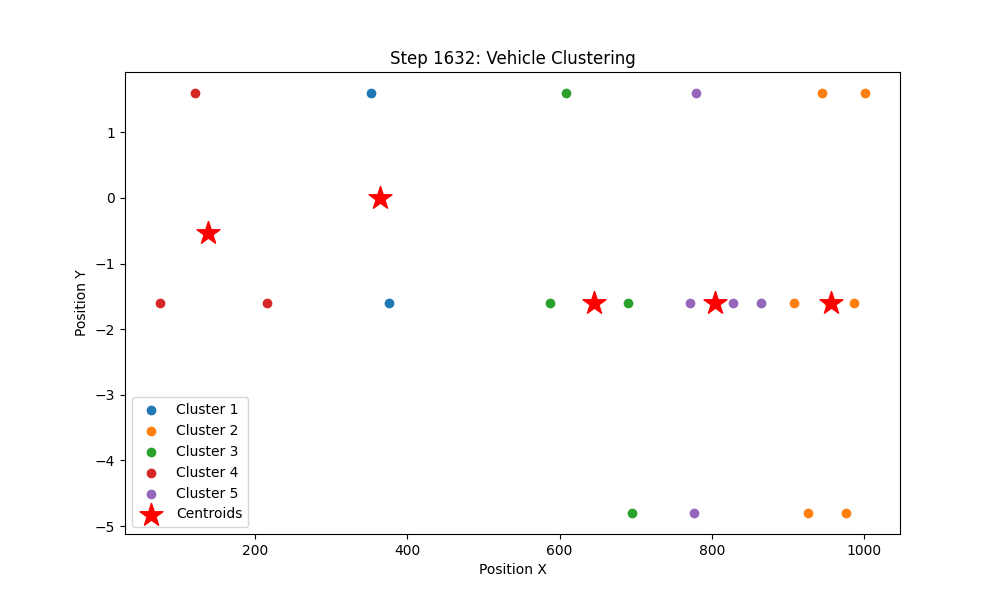 Step 1632: Vehicle Clustering
Position Y
1
0
−1
−2
−3
−4
−5
Cluster 1
Cluster 2
Cluster 3
Cluster 4
Cluster 5
Centroids
200
400
600
800
1000
Position X